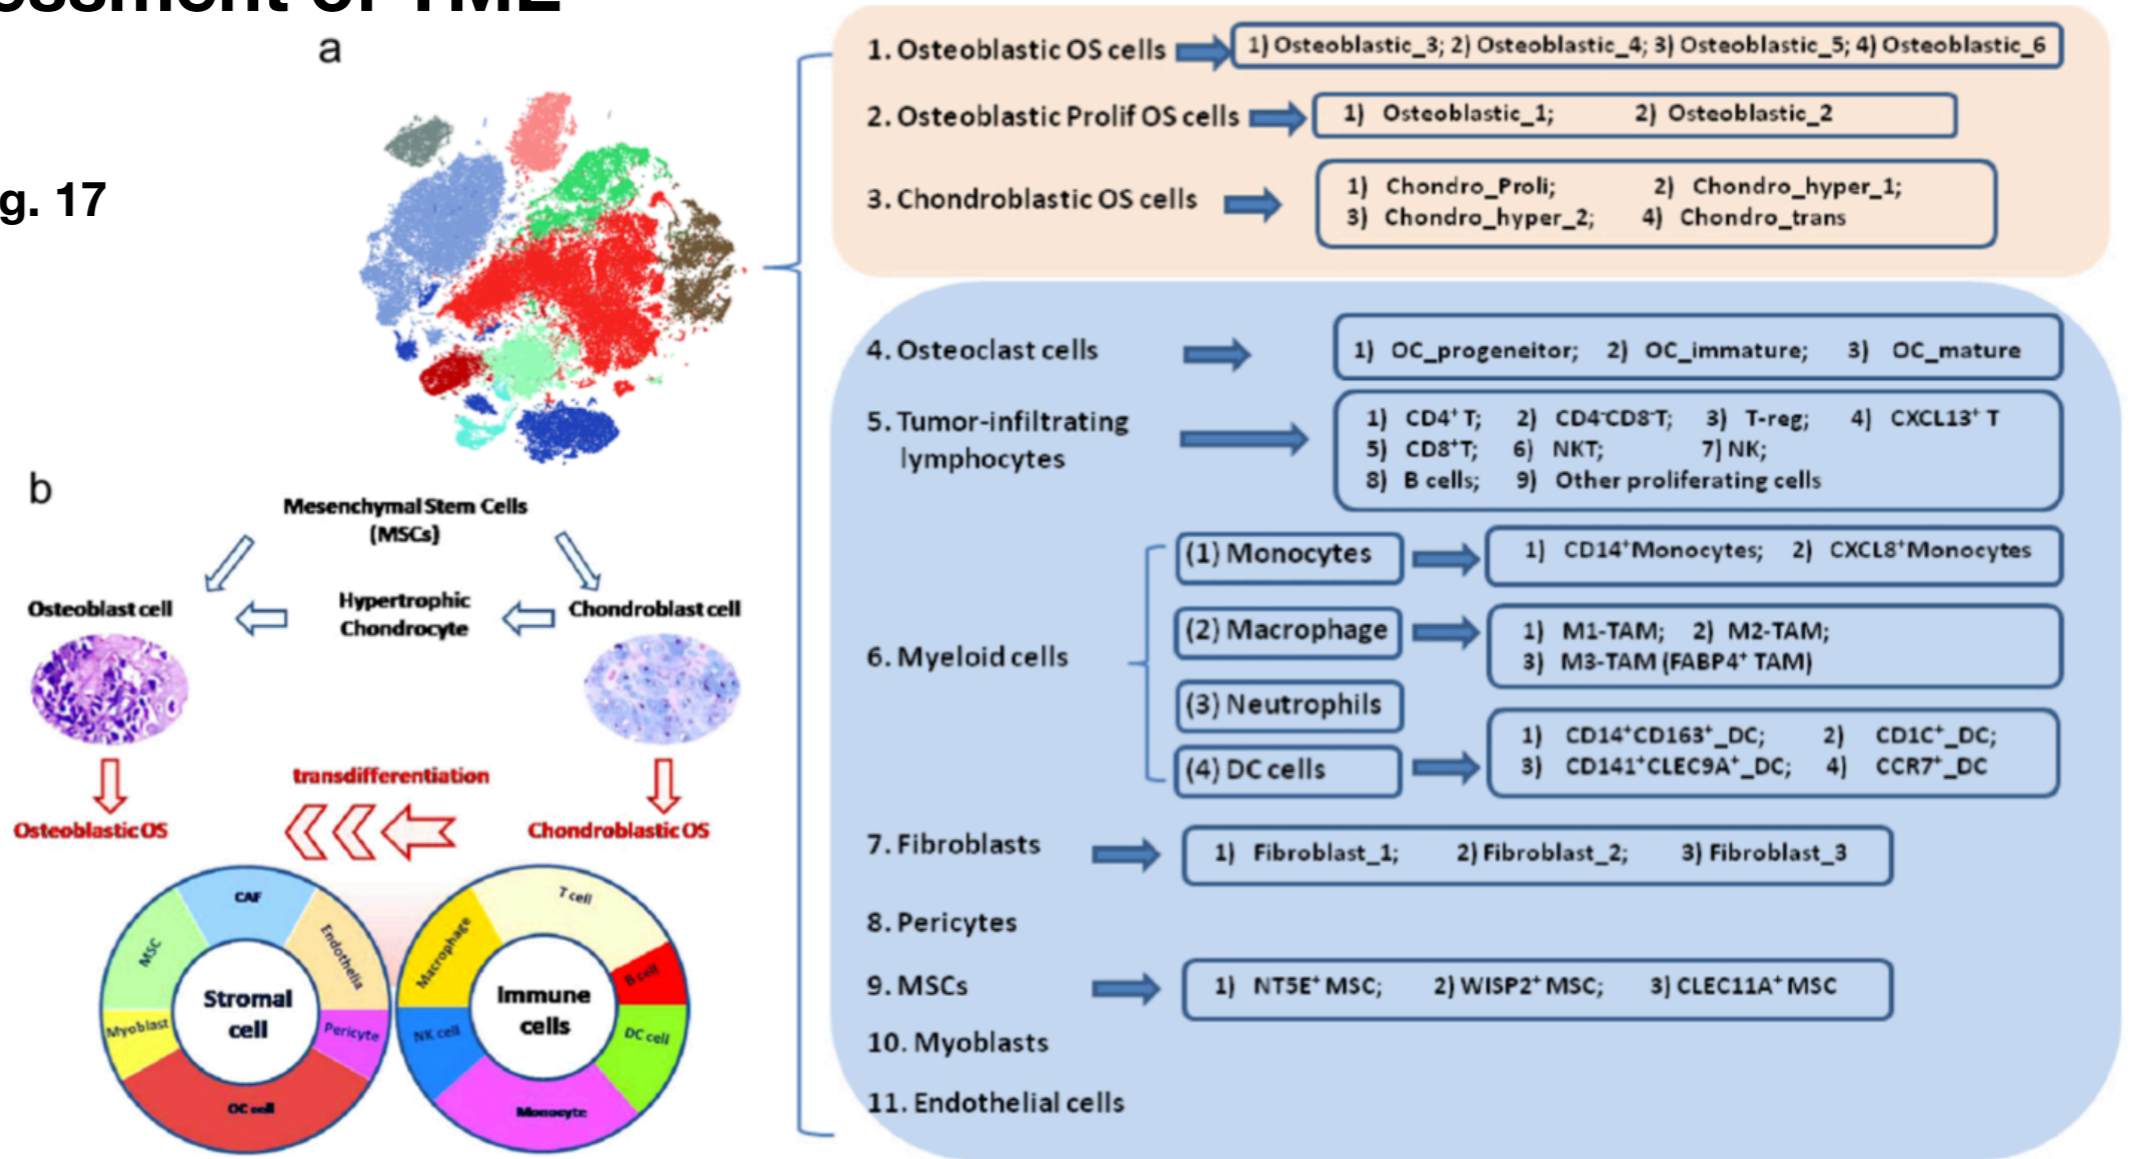 a
g. 17
1. Osteoblastic OS cells
1) Osteoblastic_3; 2) Osteoblastic_4; 3) Osteoblastic_5; 4) Osteoblastic_6
2. Osteoblastic Prolif OS cells
1) Osteoblastic_1; 2) Osteoblastic_2
3. Chondroblastic OS cells
1) Chondro_Proli; 2) Chondro_hyper_1;
3) Chondro_hyper_2; 4) Chondro_trans
4. Osteoclast cells
1) OC_progeneitor; 2) OC_immature; 3) OC_mature
5. Tumor-infiltrating
lymphocytes
1) CD4⁺ T; 2) CD4⁻CD8⁻T; 3) T-reg; 4) CXCL13⁺ T
5) CD8⁺T; 6) NKT; 7) NK;
8) B cells; 9) Other proliferating cells
6. Myeloid cells
(1) Monocytes
1) CD14⁺Monocytes; 2) CXCL8⁺Monocytes
(2) Macrophage
1) M1-TAM; 2) M2-TAM;
3) M3-TAM (FABP4⁺ TAM)
(3) Neutrophils
(4) DC cells
1) CD14⁺CD163⁺_DC; 2) CD1C⁺_DC;
3) CD141⁺CLEC9A⁺_DC; 4) CCR7⁺_DC
7. Fibroblasts
1) Fibroblast_1; 2) Fibroblast_2; 3) Fibroblast_3
8. Pericytes
9. MSCs
1) NT5E⁺ MSC; 2) WISP2⁺ MSC; 3) CLEC11A⁺ MSC
10. Myoblasts
11. Endothelial cells
b
Mesenchymal Stem Cells
(MSCs)
Osteoblast cell
Hypertrophic
Chondrocyte
Chondroblast cell
transdifferentiation
Osteoblastic OS
Chondroblastic OS
CAF
Endothelia
Pericyte
OC cell
Myoblast
MSC
Stromal
cell
T cell
B cell
DC cell
Monocyte
NK cell
Macrophage
Immune
cells